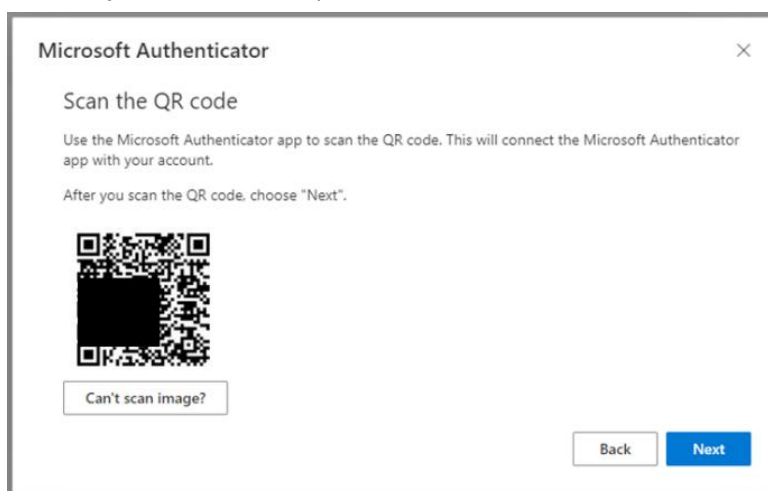 Microsoft Authenticator
Scan the QR code
Use the Microsoft Authenticator app to scan the QR code. This will connect the Microsoft Authenticator
app with your account.
After you scan the QR code, choose "Next".
Can't scan image?
Back
Next